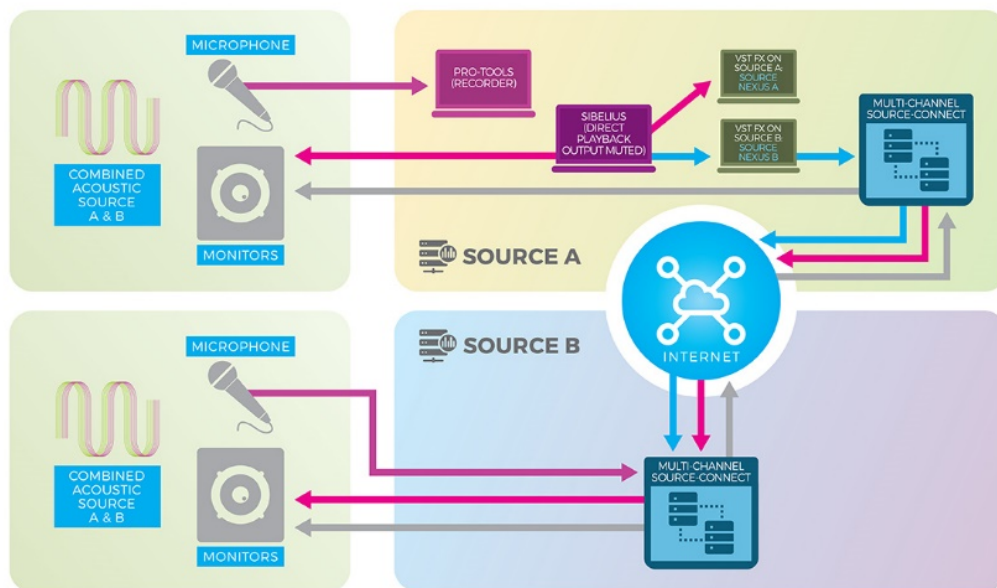 MICROPHONE
COMBINED
ACOUSTIC
SOURCE
A & B
MONITORS
PRO-TOOLS
(RECORDER)
SIBELIUS
(DIRECT
PLAYBACK
OUTPUT MUTED)
VST FX ON
SOURCE A:
SOURCE
NEXUS A
VST FX ON
SOURCE B:
SOURCE
NEXUS B
MULTI-CHANNEL
SOURCE-CONNECT
SOURCE A
INTERNET
SOURCE B
MICROPHONE
COMBINED
ACOUSTIC
SOURCE
A & B
MONITORS
MULTI-CHANNEL
SOURCE-CONNECT